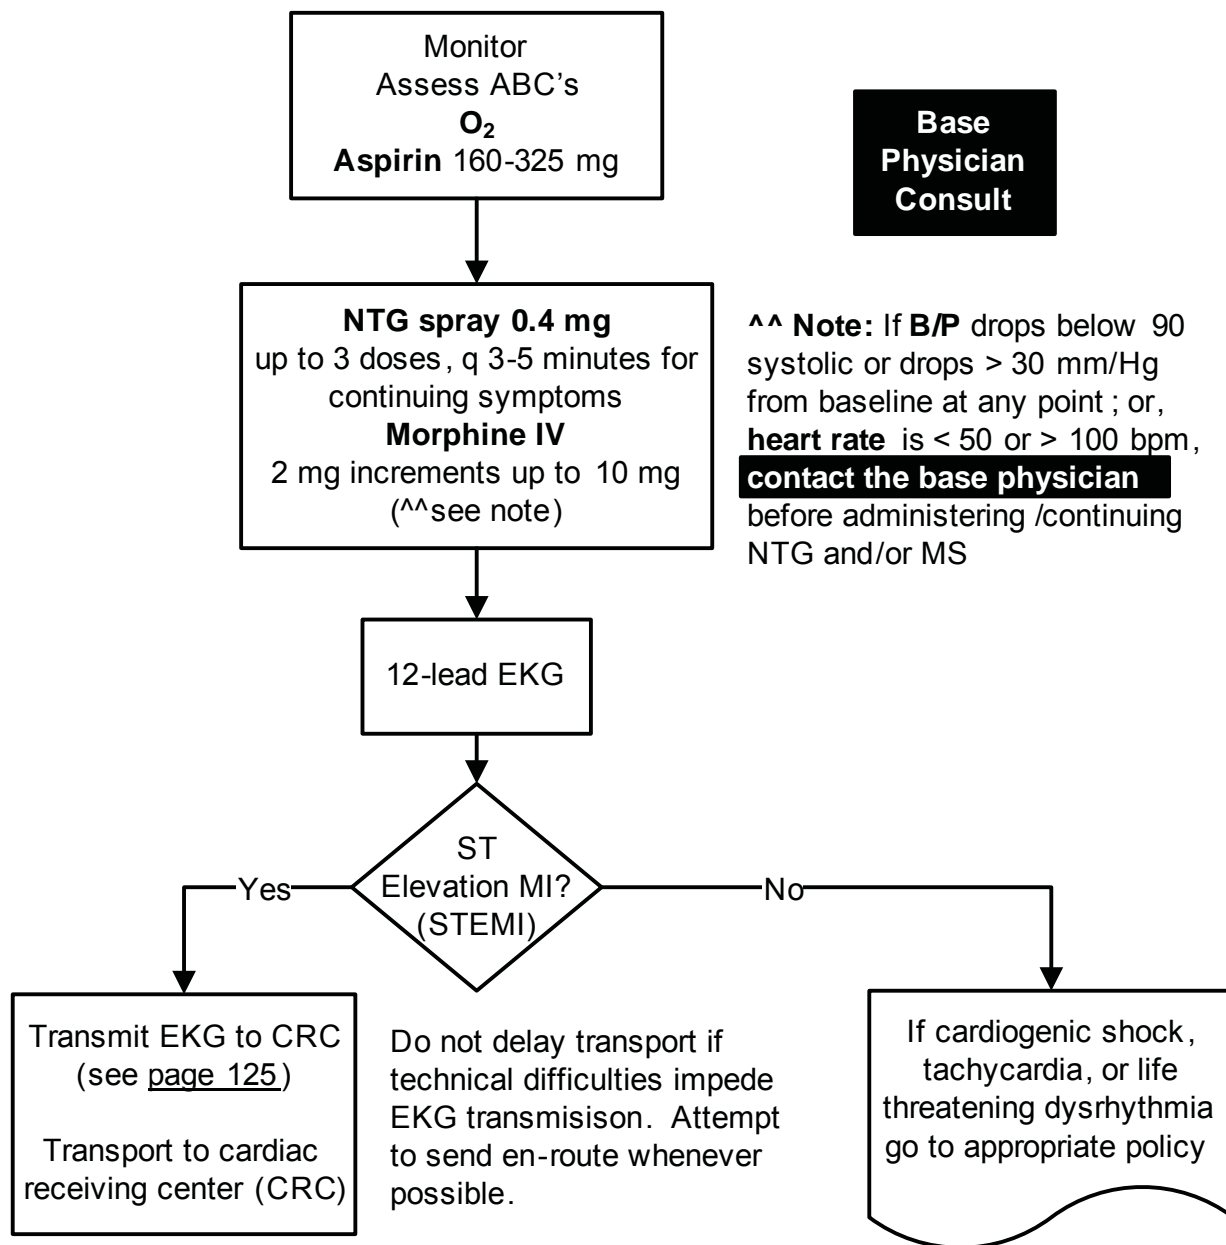 Monitor
Assess ABC's
O2
Aspirin 160-325 mg
Base
Physician
Consult
NTG spray 0.4 mg
up to 3 doses, q 3-5 minutes for
continuing symptoms
Morphine IV
2 mg increments up to 10 mg
(^^see note)
^^ Note: If B/P drops below 90
systolic or drops > 30 mm/Hg
from baseline at any point ; or,
heart rate is < 50 or > 100 bpm,
contact the base physician
before administering /continuing
NTG and/or MS
12-lead EKG
ST
Elevation MI?
(STEMI)
Yes
No
Transmit EKG to CRC
(see page 125)
Transport to cardiac
receiving center (CRC)
Do not delay transport if
technical difficulties impede
EKG transmisison. Attempt
to send en-route whenever
possible.
If cardiogenic shock,
tachycardia, or life
threatening dysrhythmia
go to appropriate policy